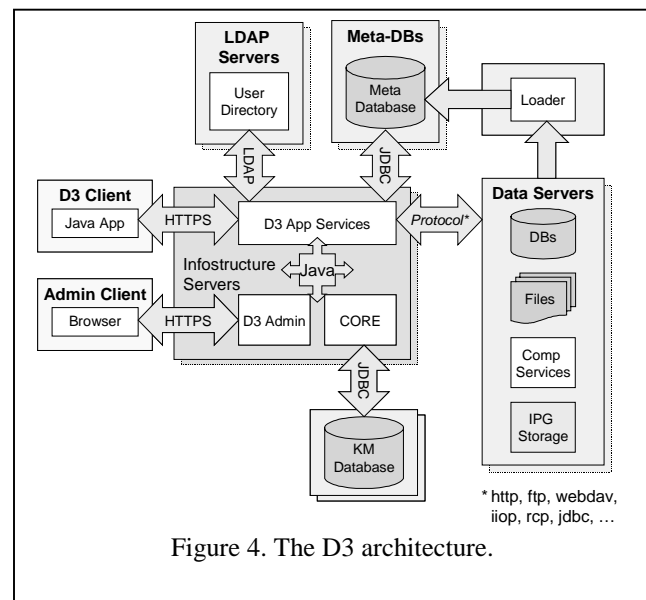 LDAP
Servers
User
Directory
Meta-DBs
Meta
Database
Loader
LDAP
JDBC
D3 Client
Java App
HTTPS
D3 App Services
Protocol*
Data Servers
DBs
Files
Comp
Services
IPG
Storage
Infostructure
Servers
Java
Admin Client
Browser
HTTPS
D3 Admin
CORE
JDBC
KM
Database
* http, ftp, webdav,
iiop, rcp, jdbc, …
Figure 4. The D3 architecture.